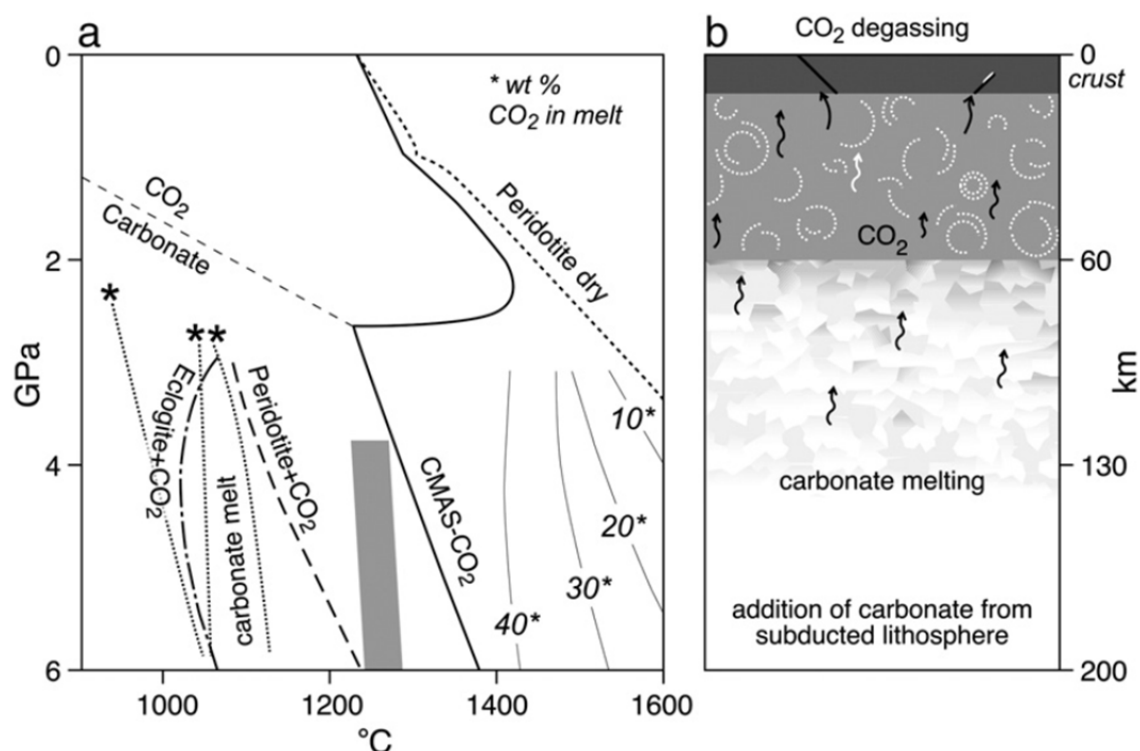 a
0
2
4
6
GPa
* wt %
CO2 in melt
CO2
Carbonate
Peridotite dry
*
**
Eclogite+CO2
carbonate melt
Peridotite+CO2
CMAS-CO2
10*
20*
30*
40*
1000
1200
1400
1600
°C
b
CO2 degassing
0
crust
CO2
60
km
carbonate melting
130
addition of carbonate from
subducted lithosphere
200